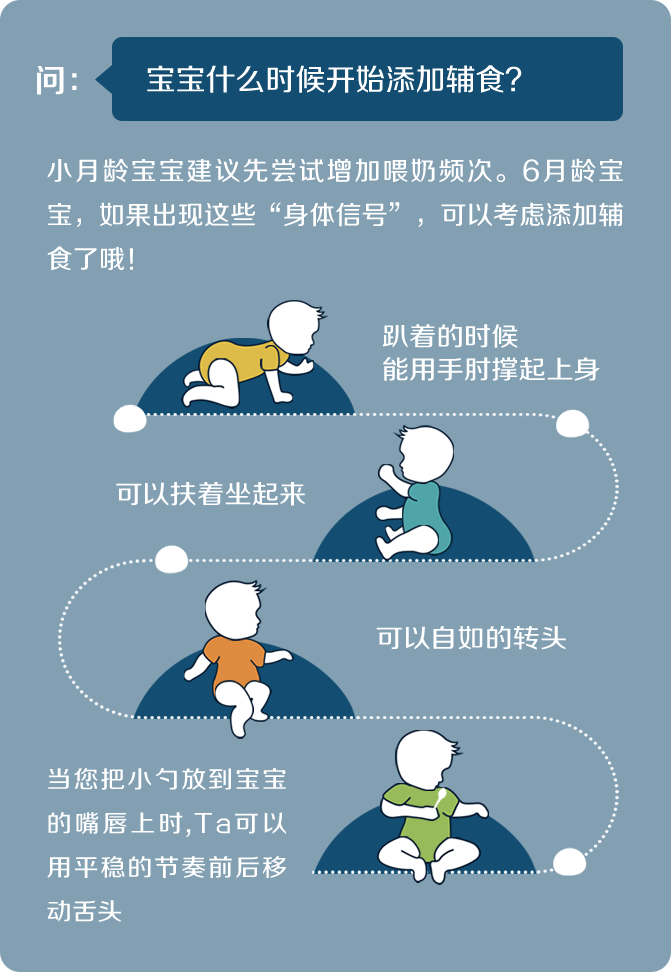 问：
宝宝什么时候开始添加辅食？
小月龄宝宝建议先尝试增加喂奶频次。6月龄宝
宝，如果出现这些“身体信号”，可以考虑添加辅
食了哦！
趴着的时候
能用手肘撑起上身
可以扶着坐起来
可以自如的转头
当您把小勺放到宝宝
的嘴唇上时,Ta可以
用平稳的节奏前后移
动舌头